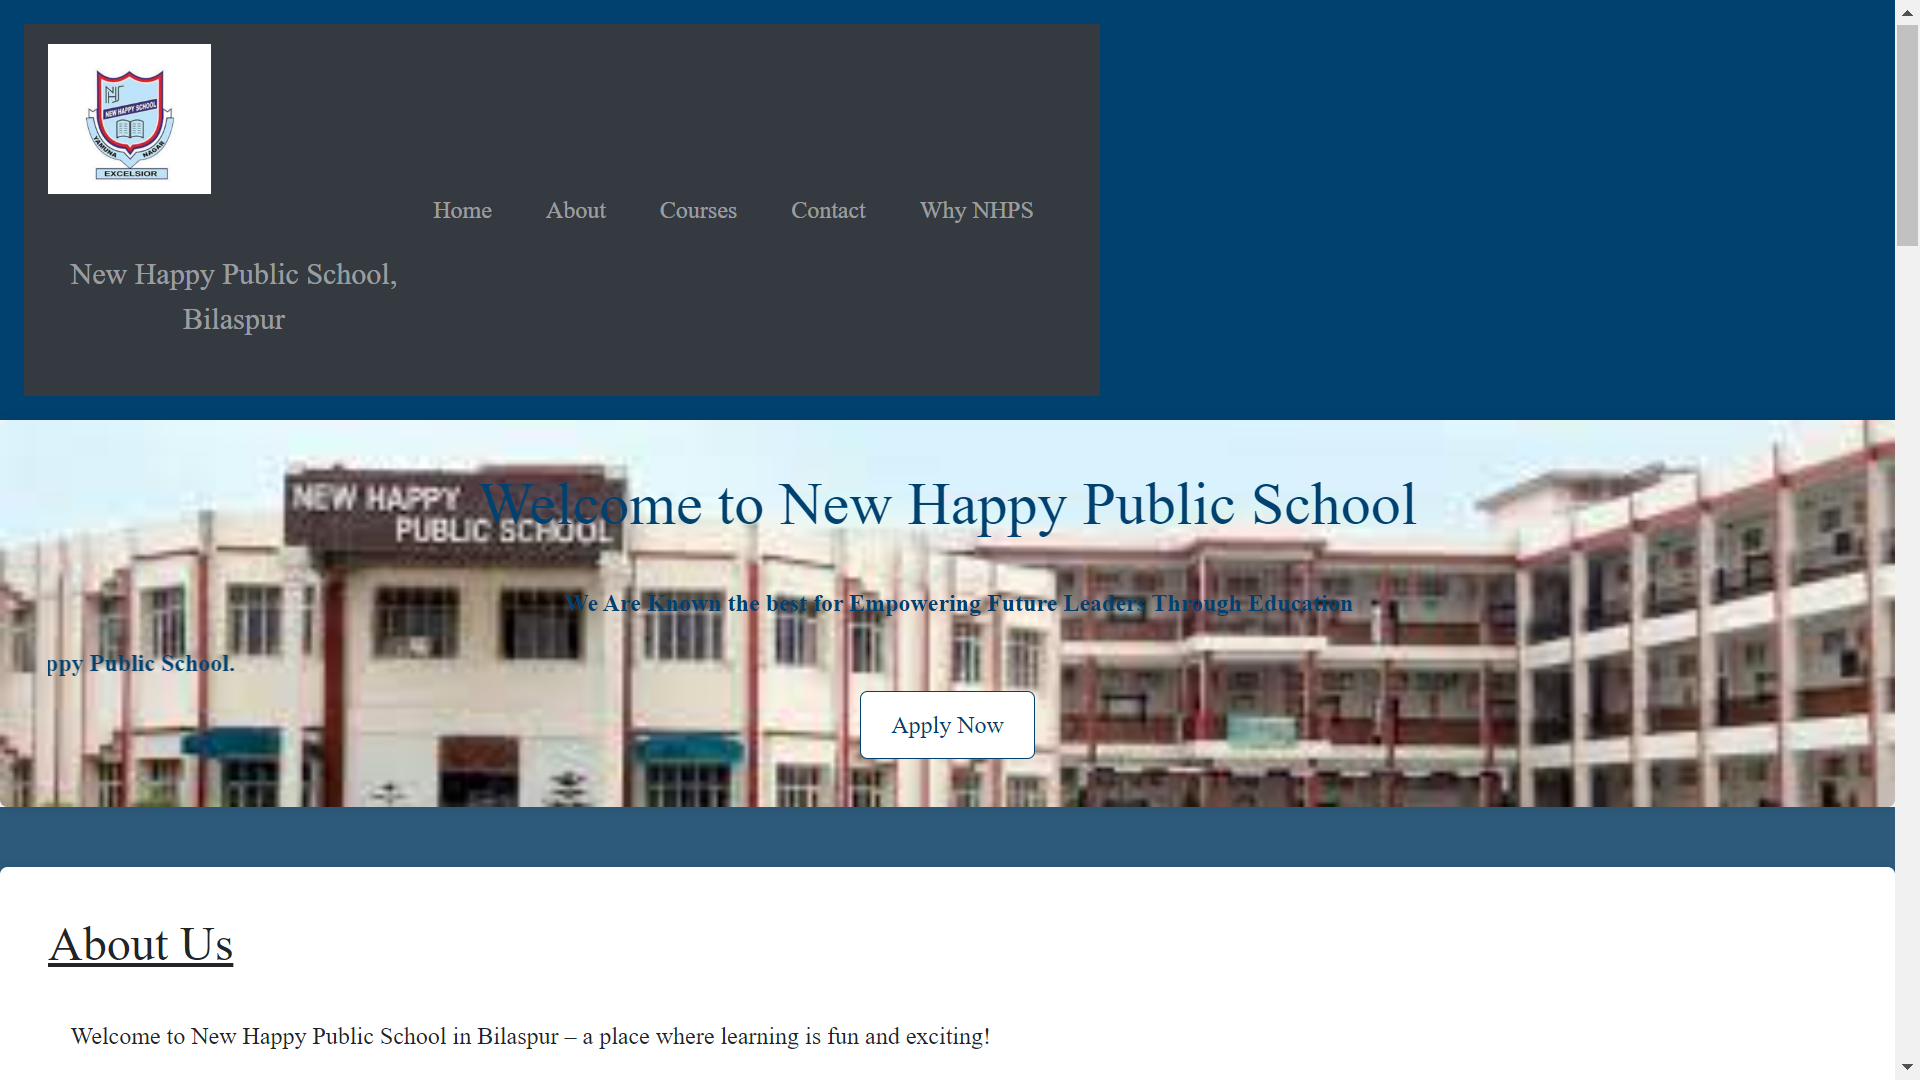 NHS
NEW HAPPY SCHOOL
YAMUNA NAGAR
EXCELSIOR
New Happy Public School,
Bilaspur
Home About Courses Contact Why NHPS
NEW HAPPY
PUBLIC SCHOOL
Welcome to New Happy Public School
We Are Known the best for Empowering Future Leaders Through Education
ppy Public School.
Apply Now
About Us
Welcome to New Happy Public School in Bilaspur – a place where learning is fun and exciting!